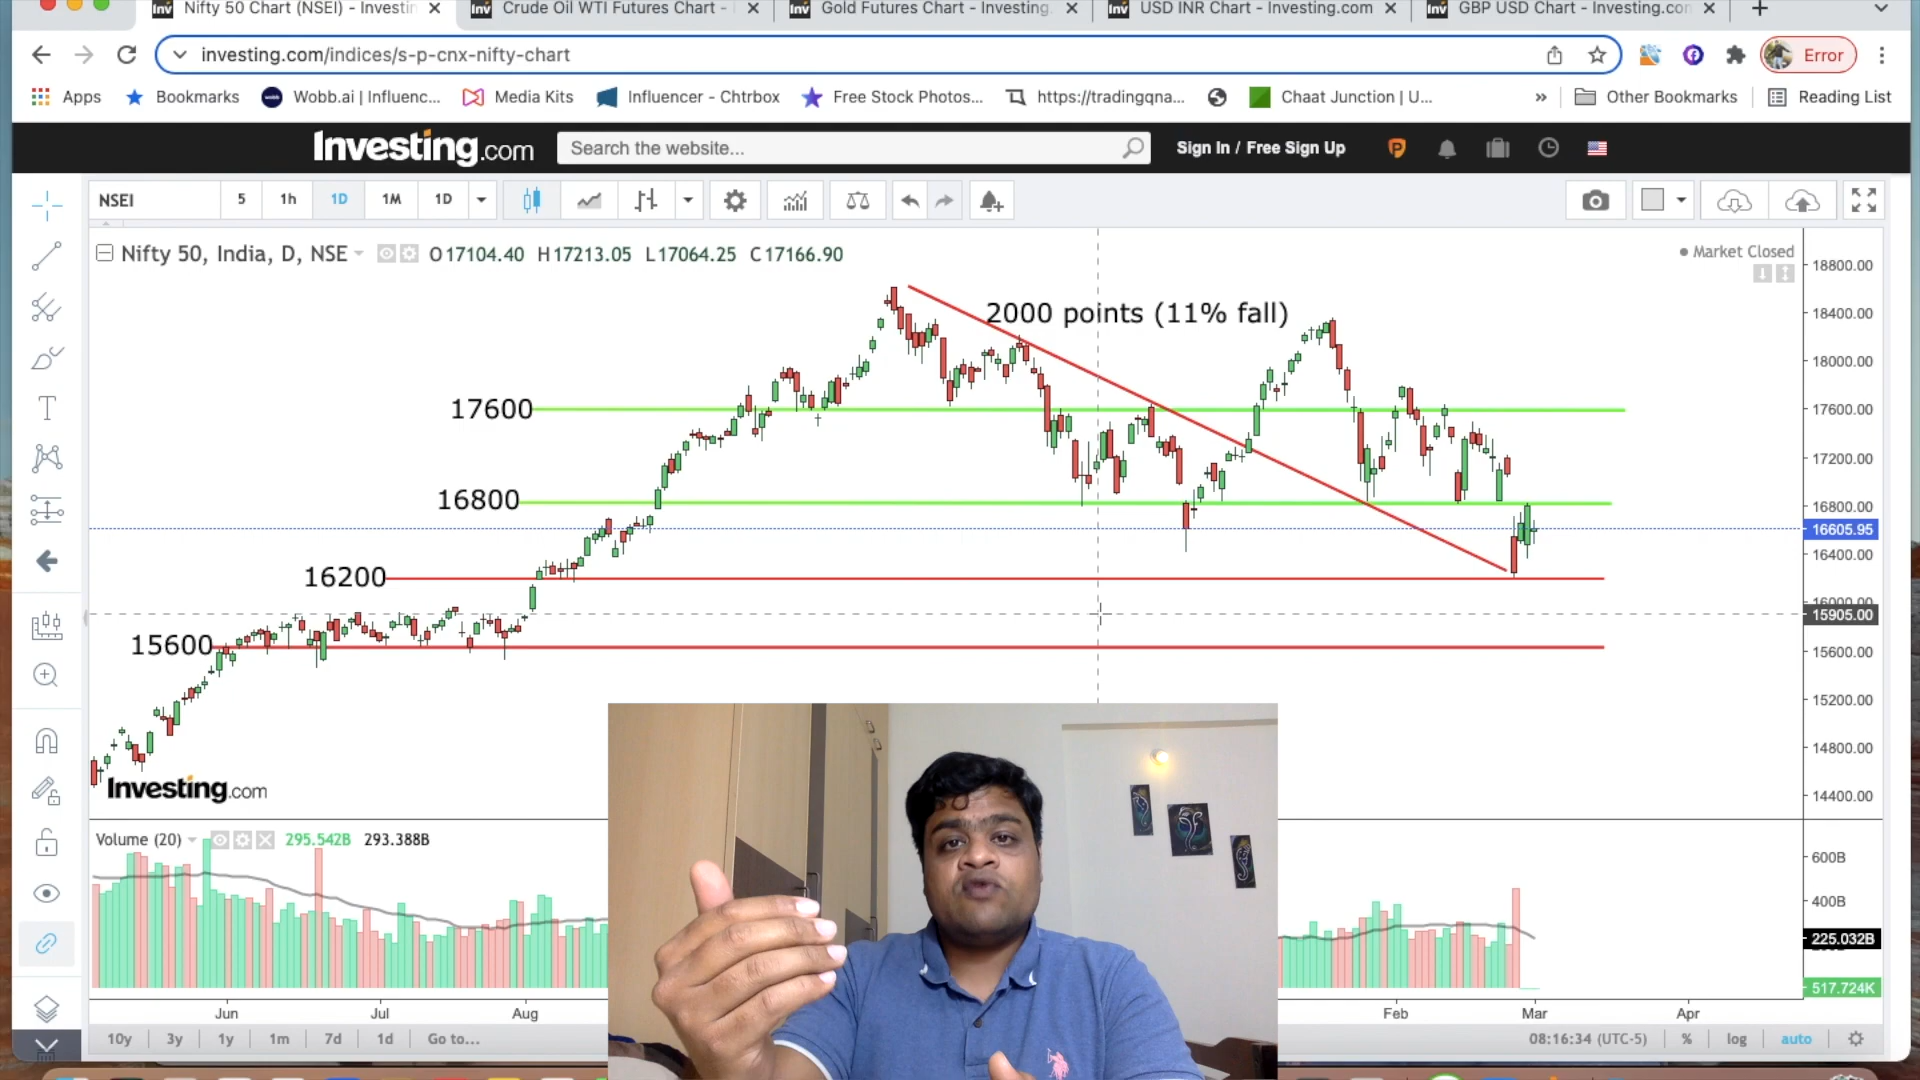 Nifty 50 Chart (NSEI) - Investin
Crude Oil WTI Futures Chart -
Gold Futures Chart - Investing.
USD INR Chart - Investing.com
GBP USD Chart - Investing.con
investing.com/indices/s-p-cnx-nifty-chart
Error
Apps
Bookmarks
Wobb.ai | Influenc...
Media Kits
Influencer - Chtrbox
Free Stock Photos...
https://tradingqna...
Chaat Junction | U...
»
Other Bookmarks
Reading List
Investing.com
Search the website...
Sign In / Free Sign Up
NSEI
5
1h
1D
1M
1D
Nifty 50, India, D, NSE
O17104.40 H17213.05 L17064.25 C17166.90
Market Closed
2000 points (11% fall)
17600
16800
16200
15600
18800.00
18400.00
18000.00
17600.00
17200.00
16800.00
16605.95
16400.00
16000.00
15905.00
15600.00
15200.00
14800.00
14400.00
Investing.com
Volume (20)
295.542B 293.388B
600B
400B
225.032B
517.724K
Jun
Jul
Aug
Feb
Mar
Apr
10y
3y
1y
1m
7d
1d
Go to...
08:16:34 (UTC-5)
%
log
auto